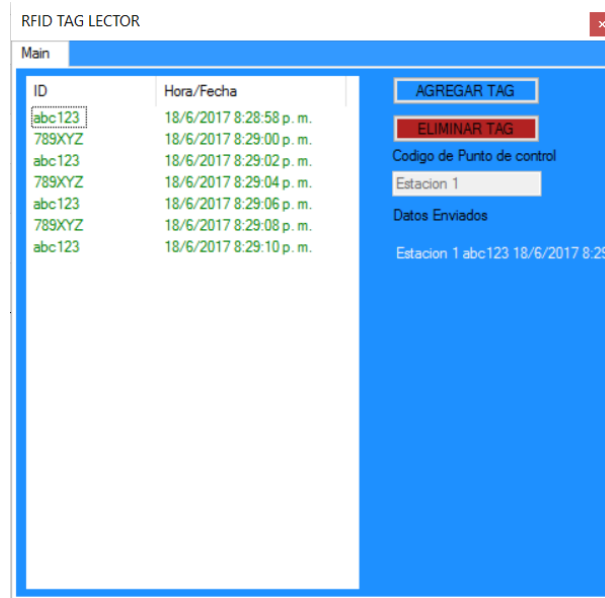 RFID TAG LECTOR
Main
ID Hora/Fecha
abc123 18/6/2017 8:28:58 p. m.
789XYZ 18/6/2017 8:29:00 p. m.
abc123 18/6/2017 8:29:02 p. m.
789XYZ 18/6/2017 8:29:04 p. m.
abc123 18/6/2017 8:29:06 p. m.
789XYZ 18/6/2017 8:29:08 p. m.
abc123 18/6/2017 8:29:10 p. m.
AGREGAR TAG
ELIMINAR TAG
Codigo de Punto de control
Estacion 1
Datos Enviados
Estacion 1 abc123 18/6/2017 8:29